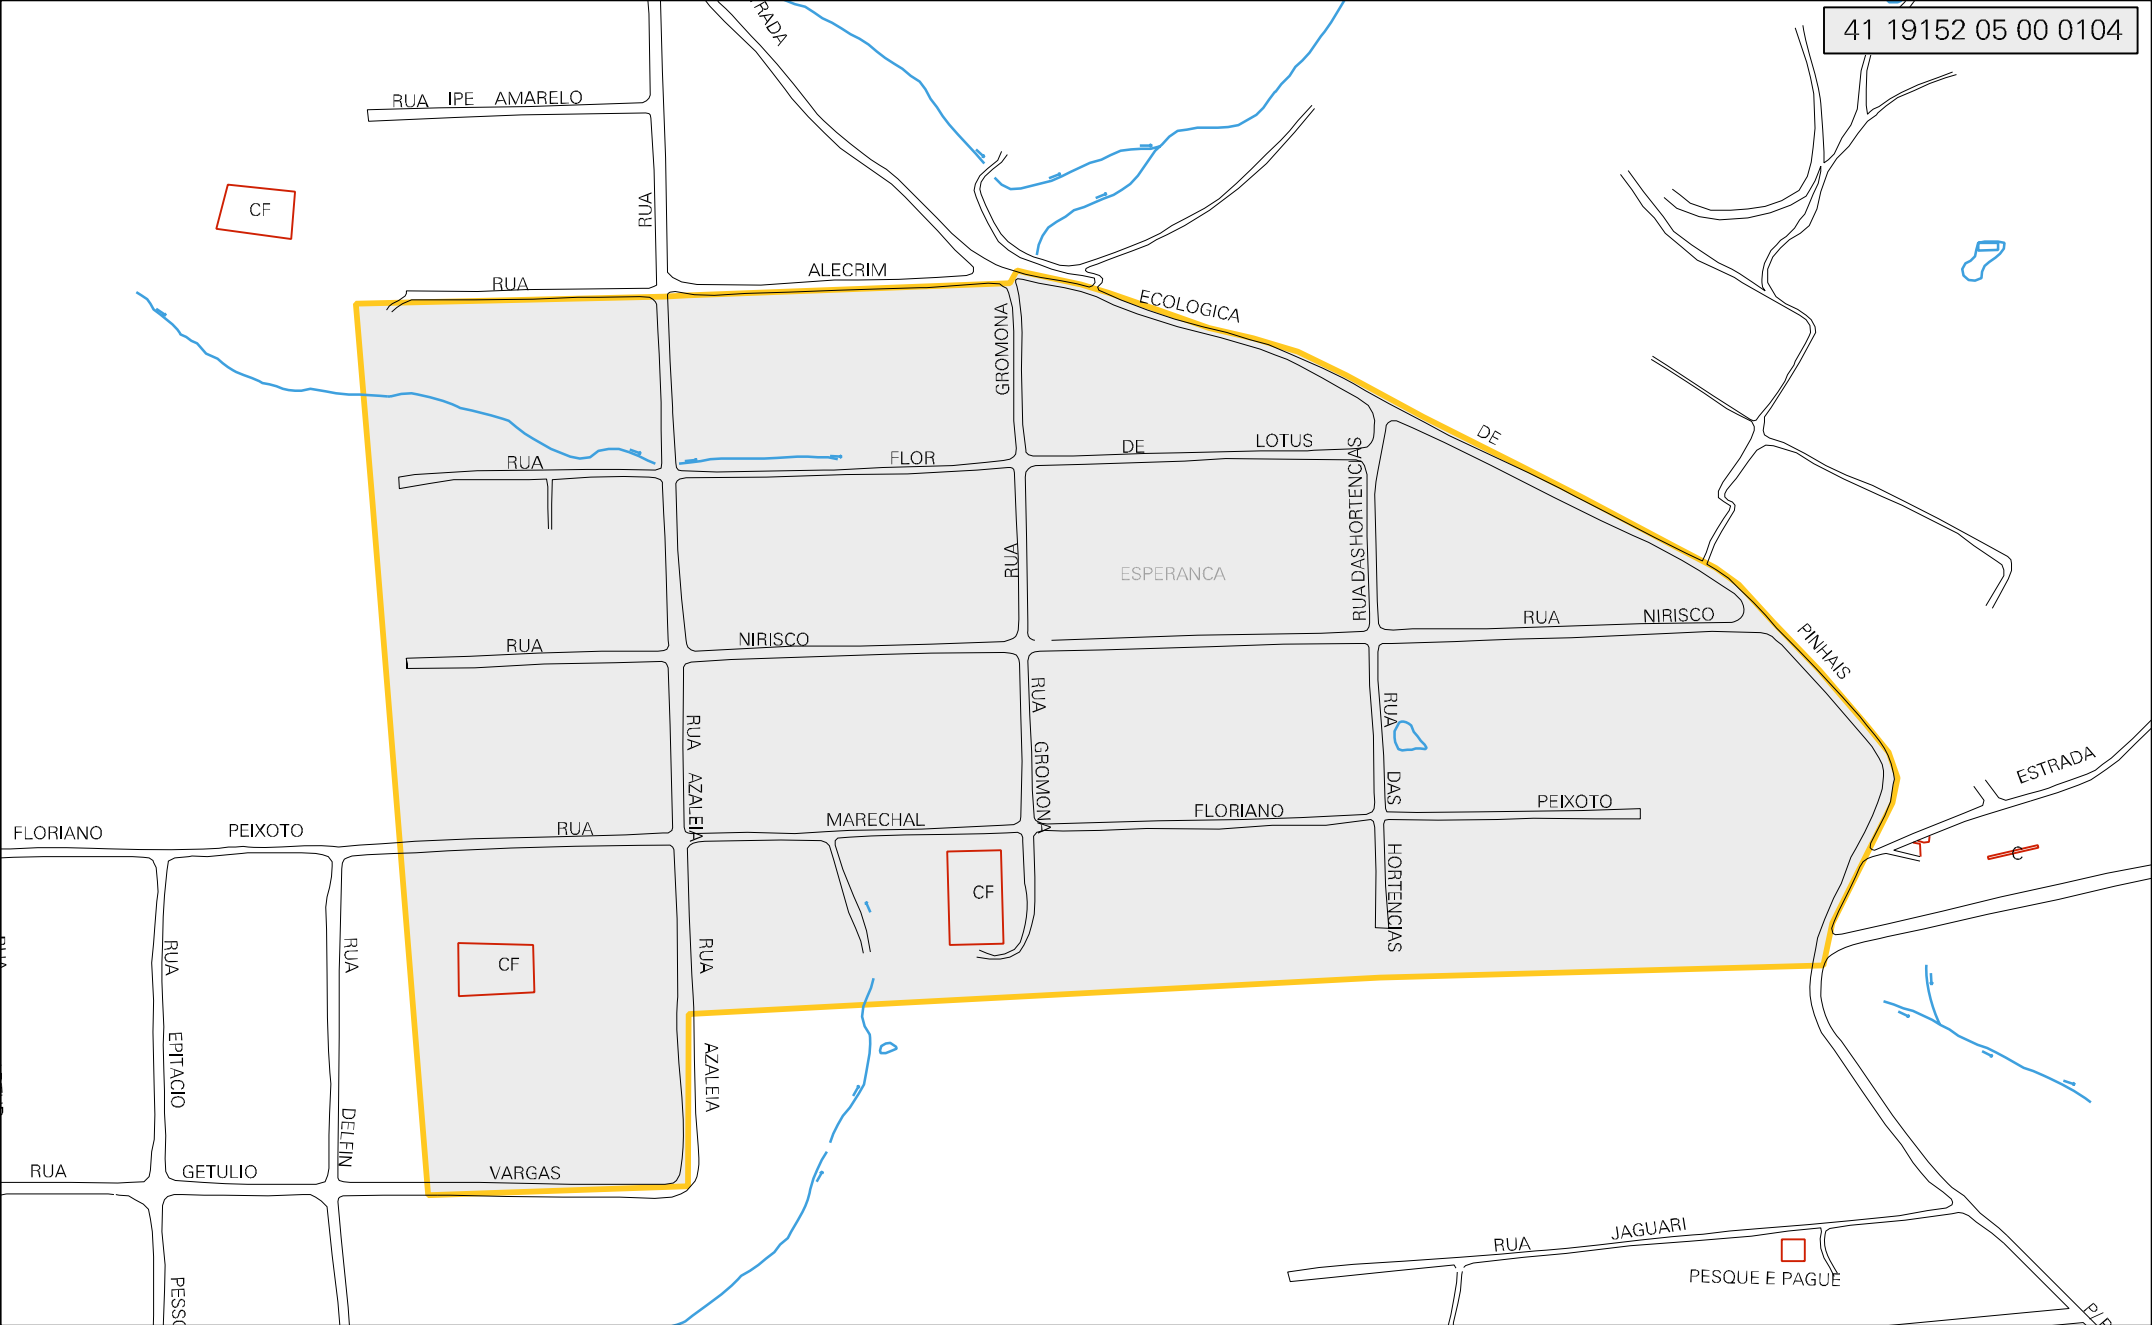 41 19152 05 00 0104
RUA IPE AMARELO
CF
RUA
RUA ALECRIM
ECOLOGICA
GROMONA
RUA FLOR DE LOTUS
DE
RUA DAS HORTENCIAS
RUA
ESPERANCA
RUA NIRISCO
RUA NIRISCO
PINHAIS
RUA AZALEIA
RUA GROMONA
RUA DAS HORTENCIAS
ESTRADA
FLORIANO PEIXOTO
RUA MARECHAL FLORIANO PEIXOTO
C
CF
CF
RUA EPITACIO
RUA DELFIN
RUA AZALEIA
RUA GETULIO VARGAS
RUA JAGUARI
PESQUE E PAGUE